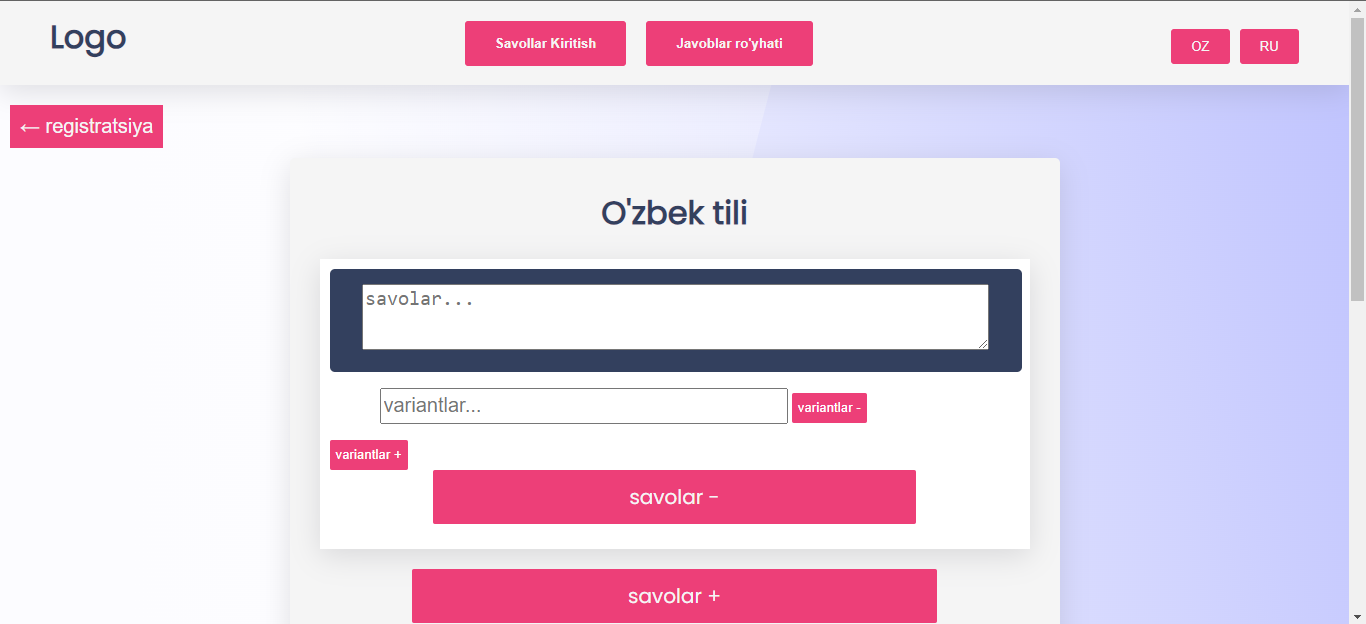 Logo
Savollar Kiritish
Javoblar ro'yhati
OZ
RU
← registratsiya
O'zbek tili
savolar...
variantlar...
variantlar -
variantlar +
savolar -
savolar +